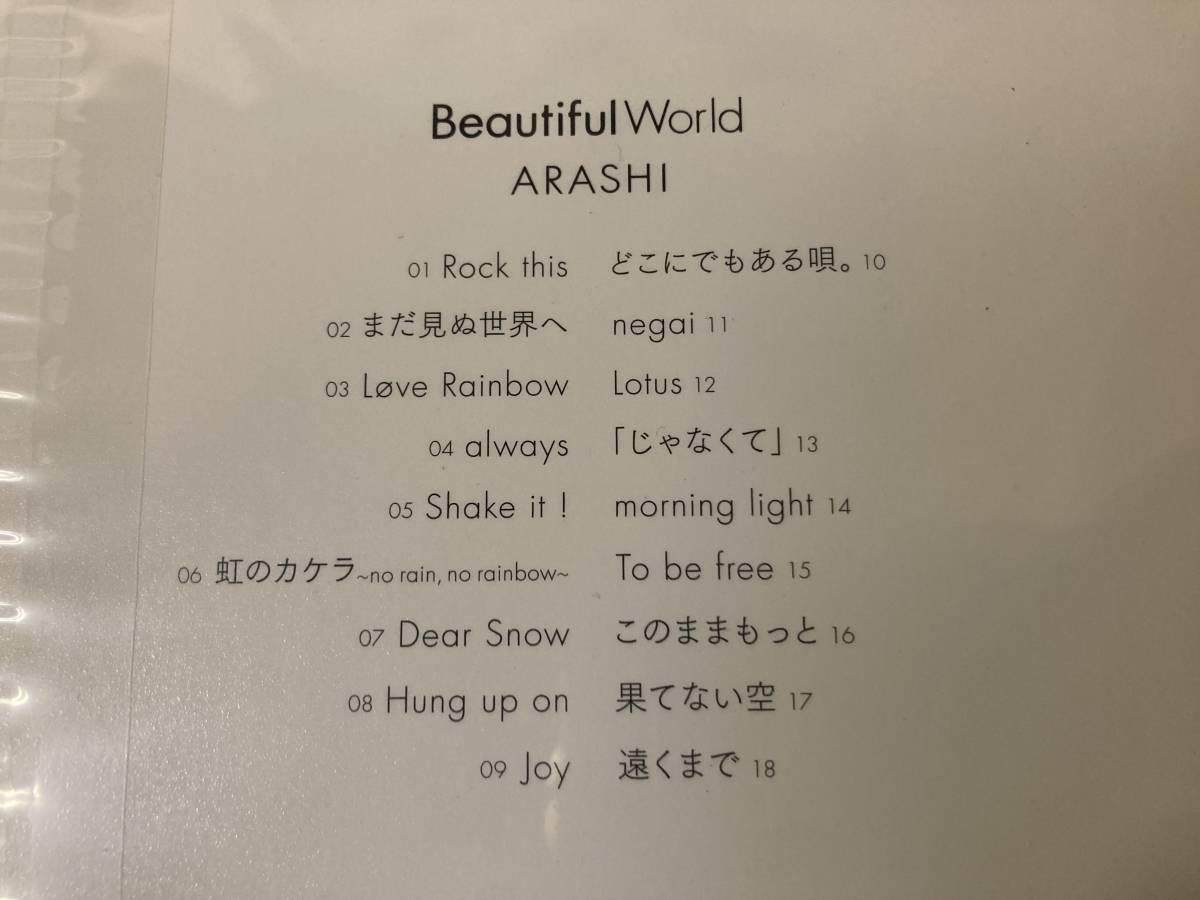 Beautiful World
ARASHI
01 Rock this
02 まだ見ぬ世界へ
03 Løve Rainbow
04 always
05 Shake it !
06 虹のカケラ~no rain, no rainbow~
07 Dear Snow
08 Hung up on
09 Joy
どこにでもある唄。 10
negai 11
Lotus 12
「じゃなくて」 13
morning light 14
To be free 15
このままもっと 16
果てない空 17
遠くまで 18